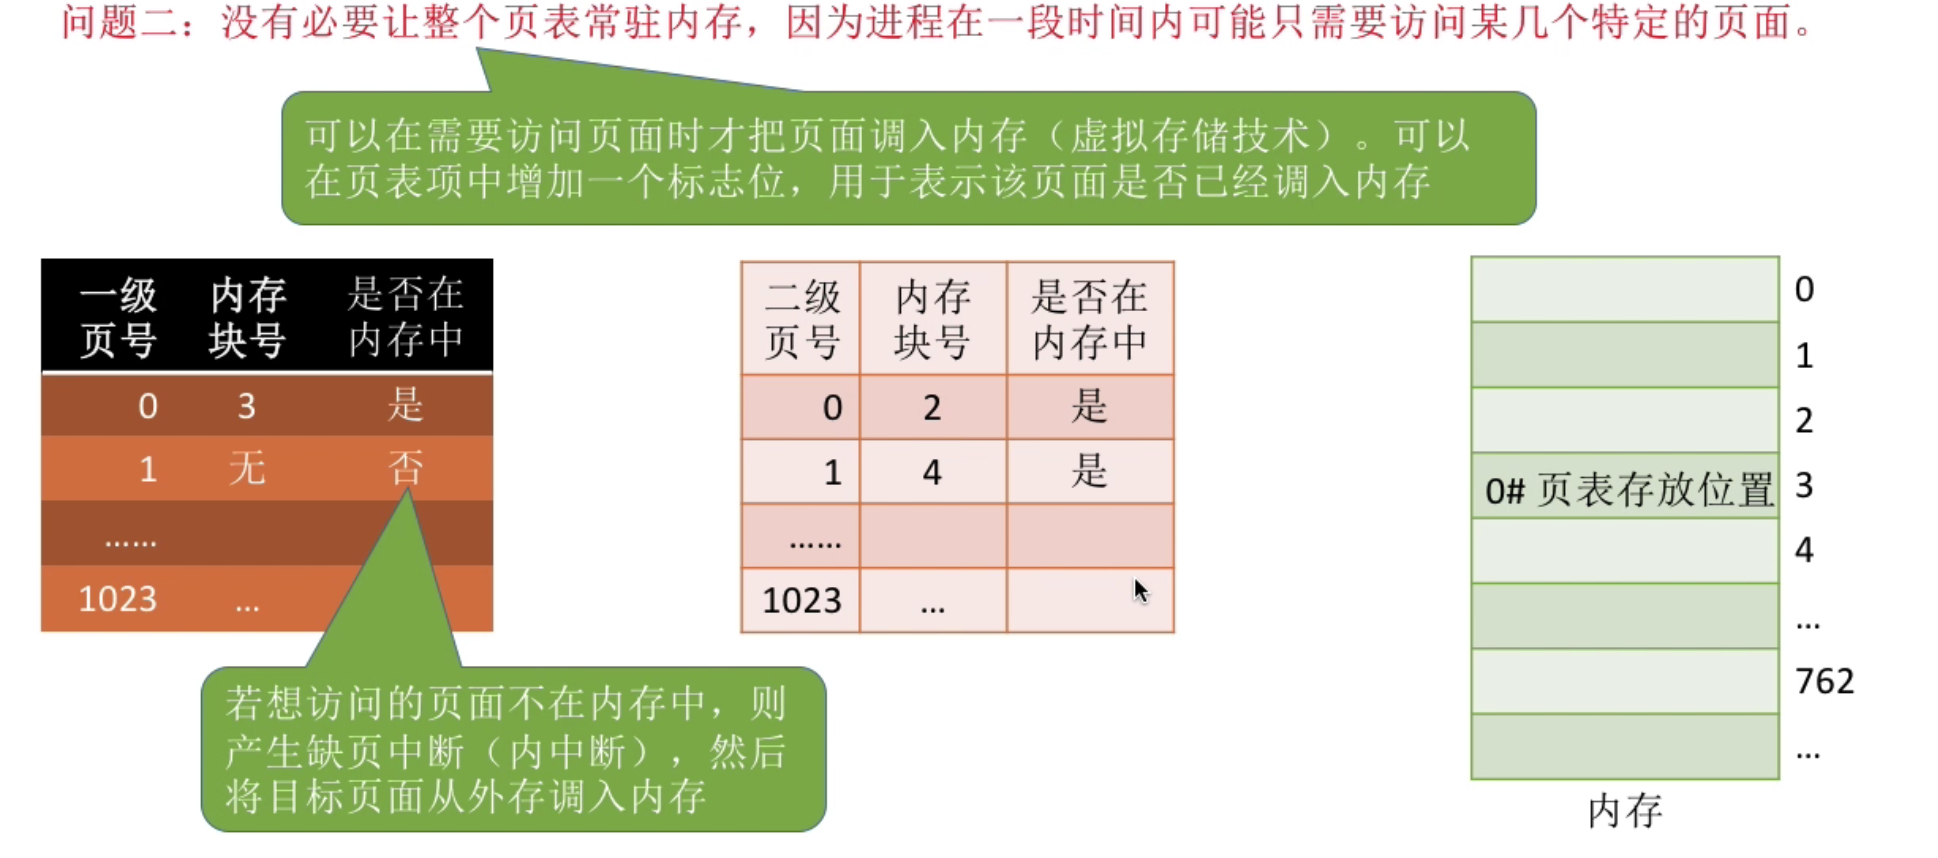 问题二：没有必要让整个页表常驻内存，因为进程在一段时间内可能只需要访问某几个特定的页面。
可以在需要访问页面时才把页面调入内存（虚拟存储技术）。可以
在页表项中增加一个标志位，用于表示该页面是否已经调入内存
一级 内存 是否在
页号 块号 内存中
0 3 是
1 无 否
......
1023 ...
若想访问的页面不在内存中，则
产生缺页中断（内中断），然后
将目标页面从外存调入内存
二级 内存 是否在
页号 块号 内存中
0 2 是
1 4 是
......
1023 ...
0
1
2
0# 页表存放位置 3
4
...
762
...
内存